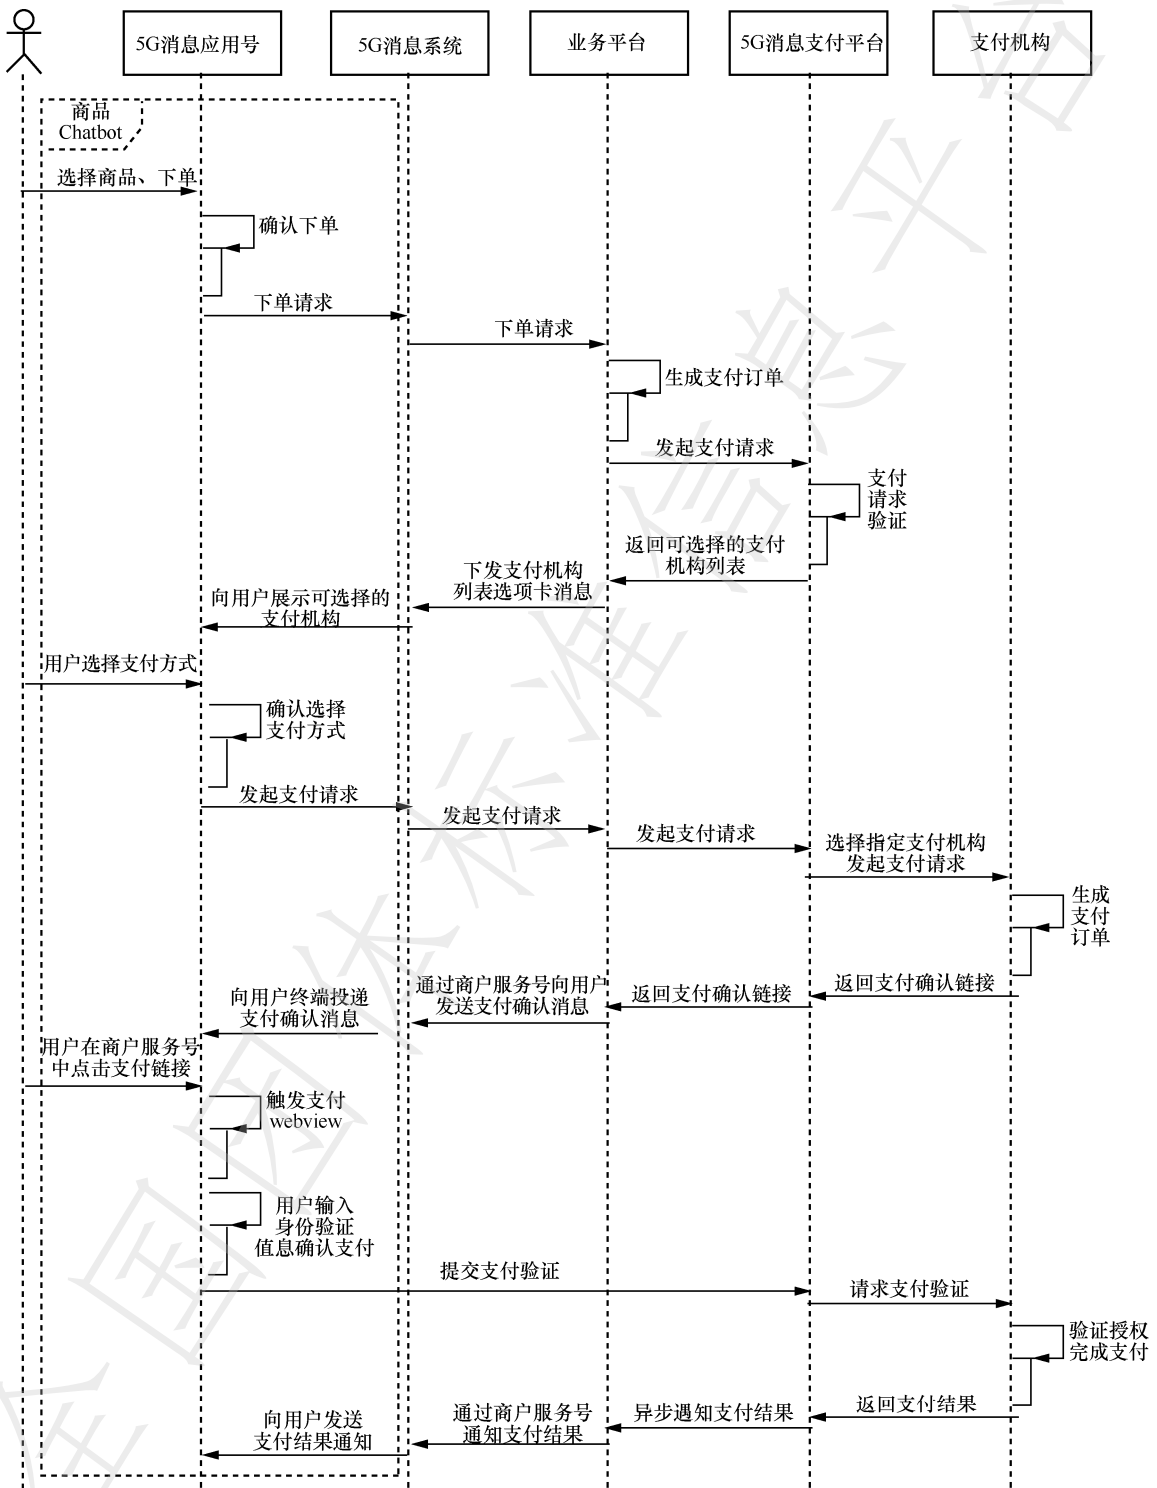 5G消息应用号
5G消息系统
业务平台
5G消息支付平台
支付机构
商品
Chatbot
选择商品、下单
确认下单
下单请求
下单请求
生成支付订单
发起支付请求
支付
请求
验证
返回可选择的支付
机构列表
下发支付机构
列表选项卡消息
向用户展示可选择的
支付机构
用户选择支付方式
确认选择
支付方式
发起支付请求
发起支付请求
发起支付请求
选择指定支付机构
发起支付请求
生成
支付
订单
返回支付确认链接
返回支付确认链接
通过商户服务号向用户
发送支付确认消息
向用户终端投递
支付确认消息
用户在商户服务号
中点击支付链接
触发支付
webview
用户输入
身份验证
值息确认支付
提交支付验证
请求支付验证
验证授权
完成支付
返回支付结果
异步遇知支付结果
通过商户服务号
通知支付结果
向用户发送
支付结果通知
全国团体标准信息平台